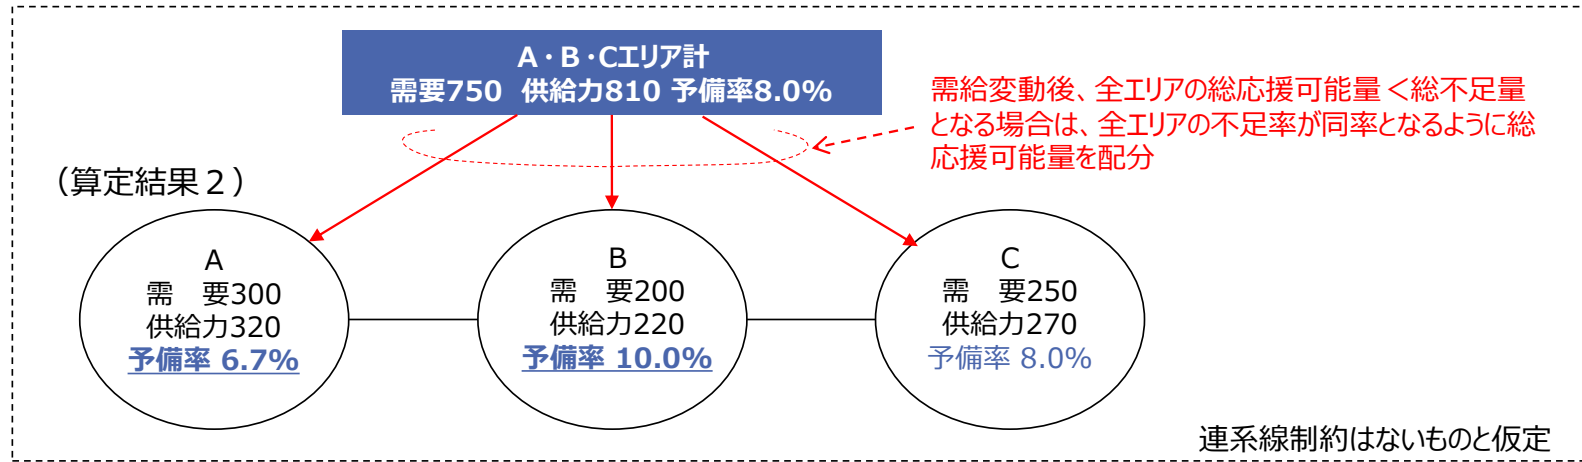 A・B・Cエリア計
需要750 供給力810 予備率8.0%
需給変動後、全エリアの総応援可能量＜総不足量
となる場合は、全エリアの不足率が同率となるように総
応援可能量を配分
（算定結果２）
A
需　要300
供給力320
予備率 6.7%
B
需　要200
供給力220
予備率 10.0%
C
需　要250
供給力270
予備率 8.0%
連系線制約はないものと仮定